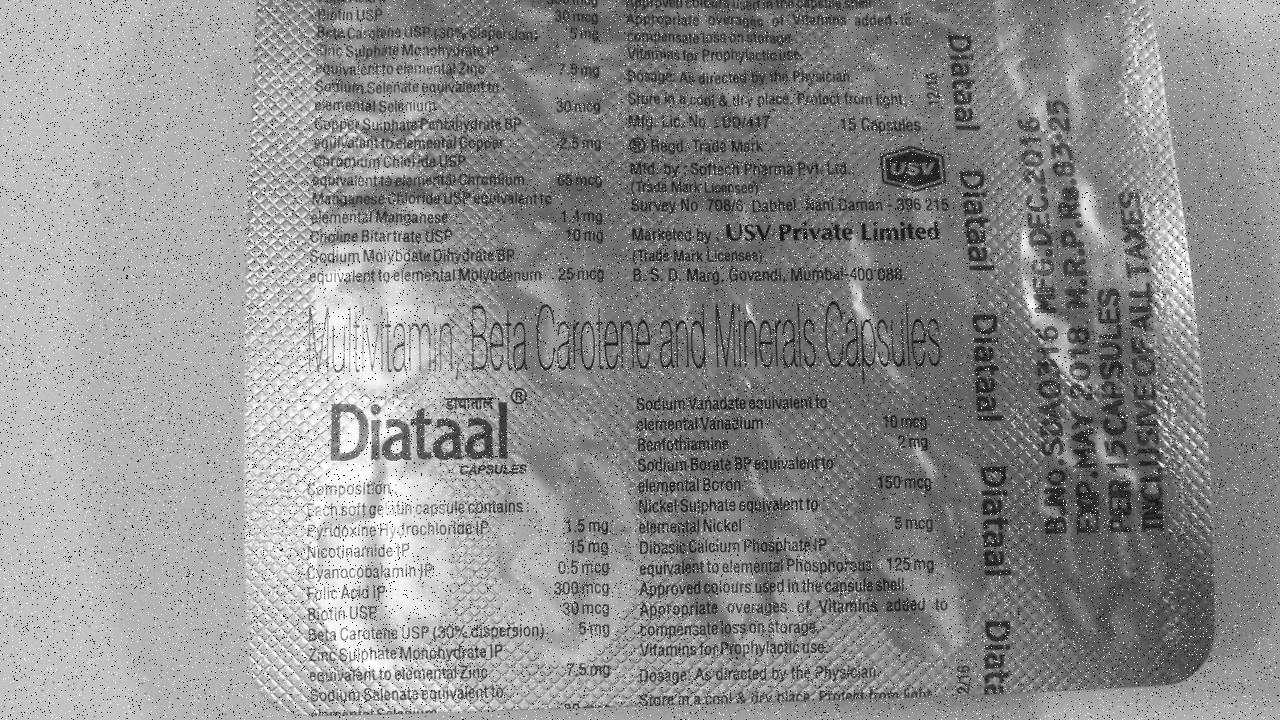 Biotin USP 30 mcg
Beta Carotene USP (30% dispersion) 5 mg
Zinc Sulphate Monohydrate IP
equivalent to elemental Zinc 7.5 mg
Sodium Selenate equivalent to
elemental Selenium 30 mcg
Copper Sulphate Pentahydrate BP
equivalent to elemental Copper 2.5 mg
Chromium Chloride USP
equivalent to elemental Chromium 65 mcg
Manganese Chloride USP equivalent to
elemental Manganese 1.4 mg
Choline Bitartrate USP 10 mg
Sodium Molybdate Dihydrate BP
equivalent to elemental Molybdenum 25 mcg
Approved colours used in the capsule shell
Appropriate overages of Vitamins added to
compensate loss on storage.
Vitamins for Prophylactic use.
Dosage: As directed by the Physician.
Store in a cool & dry place. Protect from light.
Mfg. Lic. No. : DD/417 15 Capsules
® Regd. Trade Mark
Mfd. by : Softech Pharma Pvt. Ltd.
(Trade Mark Licensee)
USV
Survey No. 708/6, Dabhel, Nani Daman - 396 215
Marketed by : USV Private Limited
(Trade Mark Licensee)
B. S. D. Marg, Govandi, Mumbai-400 088.
Multivitamin, Beta Carotene and Minerals Capsules
डायाताल
Diataal®
CAPSULES
Composition
Each soft gelatin capsule contains :
Pyridoxine Hydrochloride IP 1.5 mg
Nicotinamide IP 15 mg
Cyanocobalamin IP 0.5 mcg
Folic Acid IP 300 mcg
Biotin USP 30 mcg
Beta Carotene USP (30% dispersion) 5 mg
Zinc Sulphate Monohydrate IP
equivalent to elemental Zinc 7.5 mg
Sodium Selenate equivalent to
elemental Selenium
Sodium Vanadate equivalent to
elemental Vanadium 10 mcg
Benfothiamine 2 mg
Sodium Borate BP equivalent to
elemental Boron 150 mcg
Nickel Sulphate equivalent to
elemental Nickel 5 mcg
Dibasic Calcium Phosphate IP
equivalent to elemental Phosphorous 125 mg
Approved colours used in the capsule shell
Appropriate overages of Vitamins added to
compensate loss on storage.
Vitamins for Prophylactic use.
Dosage: As directed by the Physician.
Store in a cool & dry place. Protect from light.
Diataal
Diataal
Diataal
Diataal
Diata
B.NO.SDA0316 MFG.DEC.2016
EXP.MAY 2018 M.R.P.Rs.83.25
PER 15 CAPSULES
INCLUSIVE OF ALL TAXES